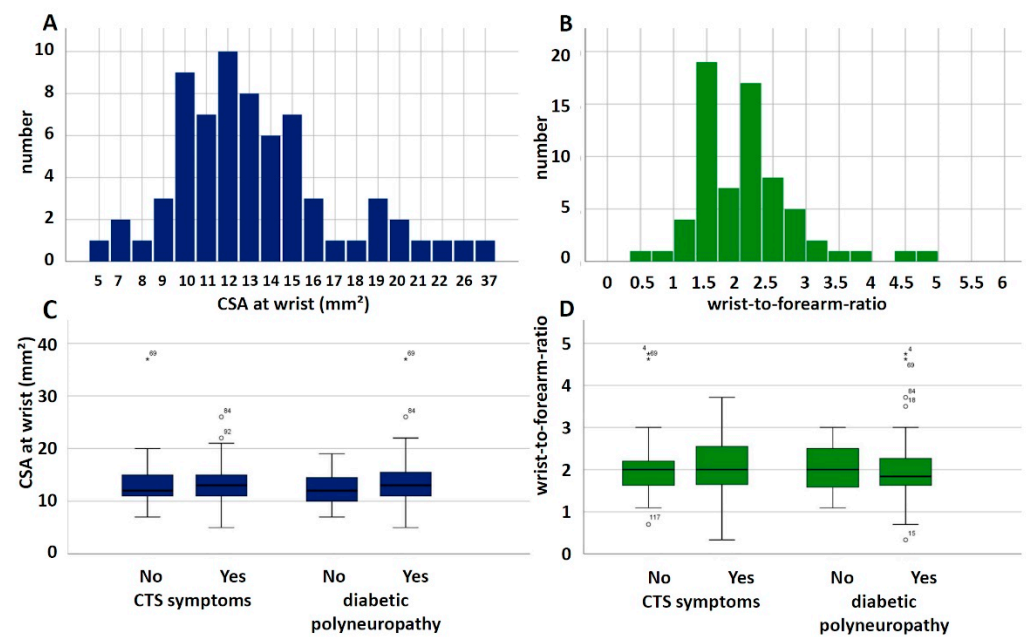 A
number
10
8
6
4
2
0
5 7 8 9 10 11 12 13 14 15 16 17 18 19 20 21 22 26 37
CSA at wrist (mm²)
B
number
20
15
10
5
0
0 0.5 1 1.5 2 2.5 3 3.5 4 4.5 5 5.5 6
wrist-to-forearm-ratio
C
CSA at wrist (mm²)
40
30
20
10
0
69
84
92
69
84
No Yes No Yes
CTS symptoms diabetic
polyneuropathy
D
wrist-to-forearm-ratio
5
4
3
2
1
0
4
69
117
4
69
84
18
15
No Yes No Yes
CTS symptoms diabetic
polyneuropathy